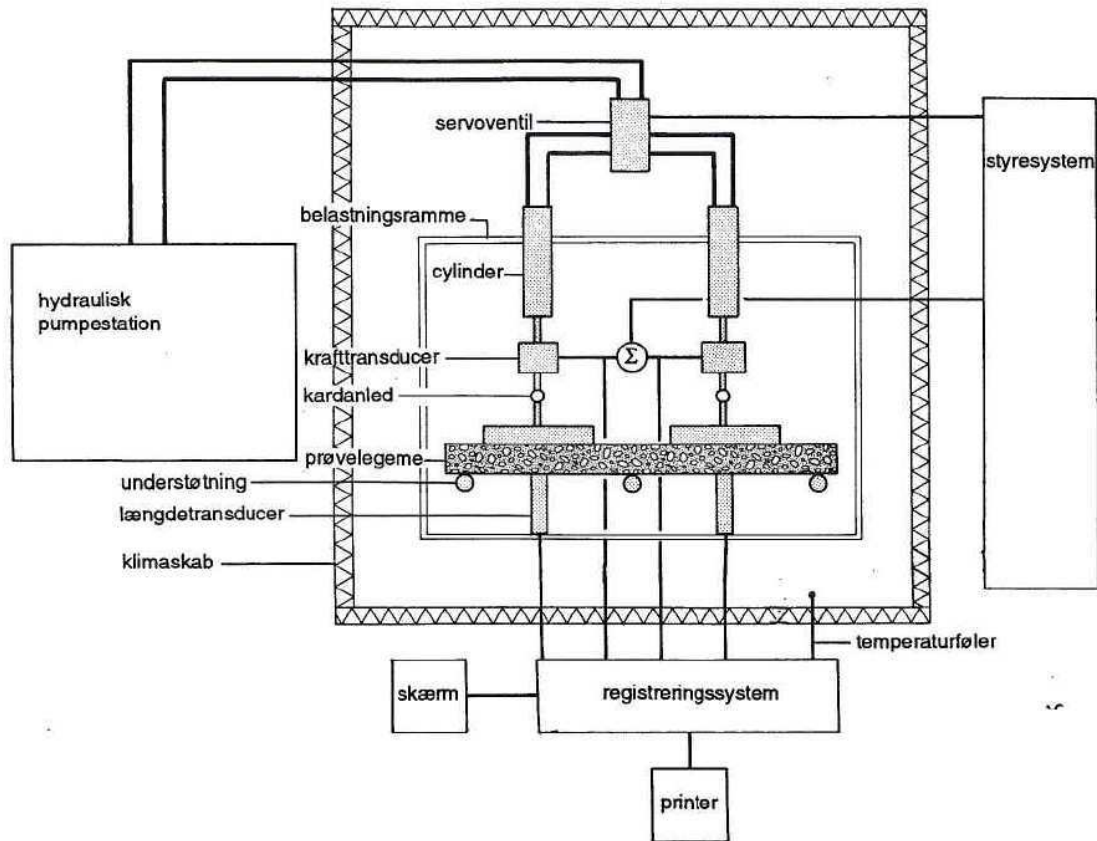 servoventil
styresystem
belastningsramme
cylinder
hydraulisk
pumpestation
krafttransducer
Σ
kardanled
prøvelegeme
understøtning
længdetransducer
klimaskab
temperaturføler
skærm
registreringssystem
printer